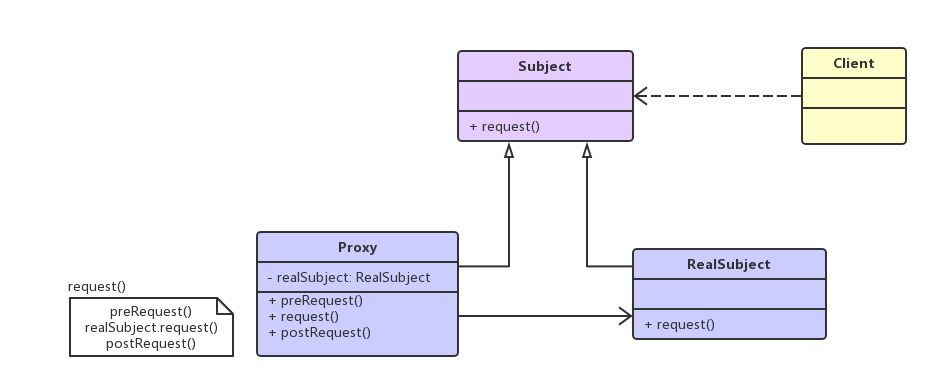 Subject
+ request()
Client
Proxy
- realSubject: RealSubject
+ preRequest()
+ request()
+ postRequest()
RealSubject
+ request()
request()
preRequest()
realSubject.request()
postRequest()